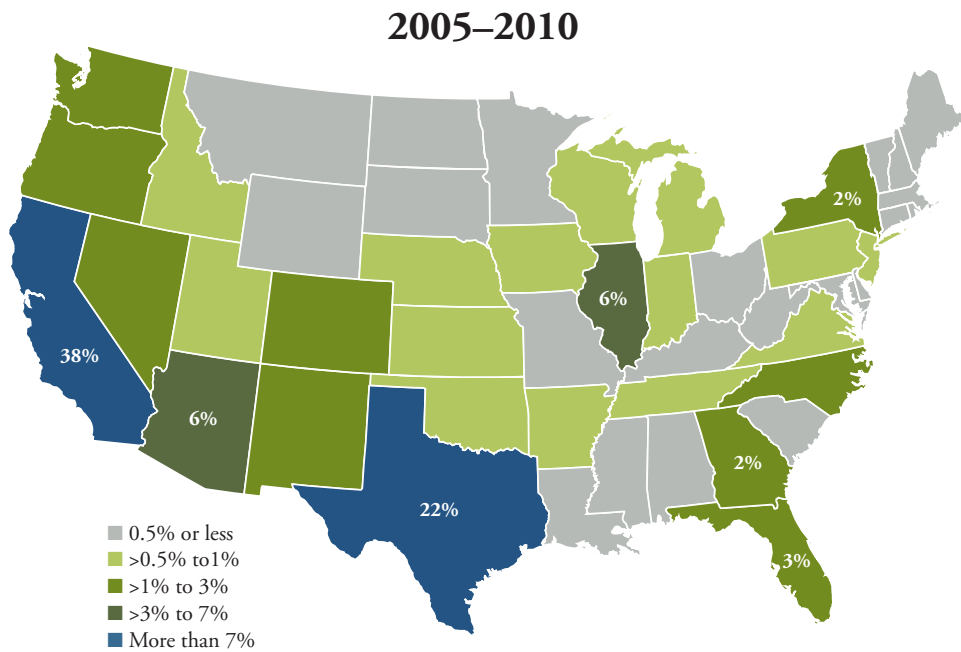 2005–2010
2%
6%
38%
6%
2%
22%
3%
0.5% or less
>0.5% to1%
>1% to 3%
>3% to 7%
More than 7%